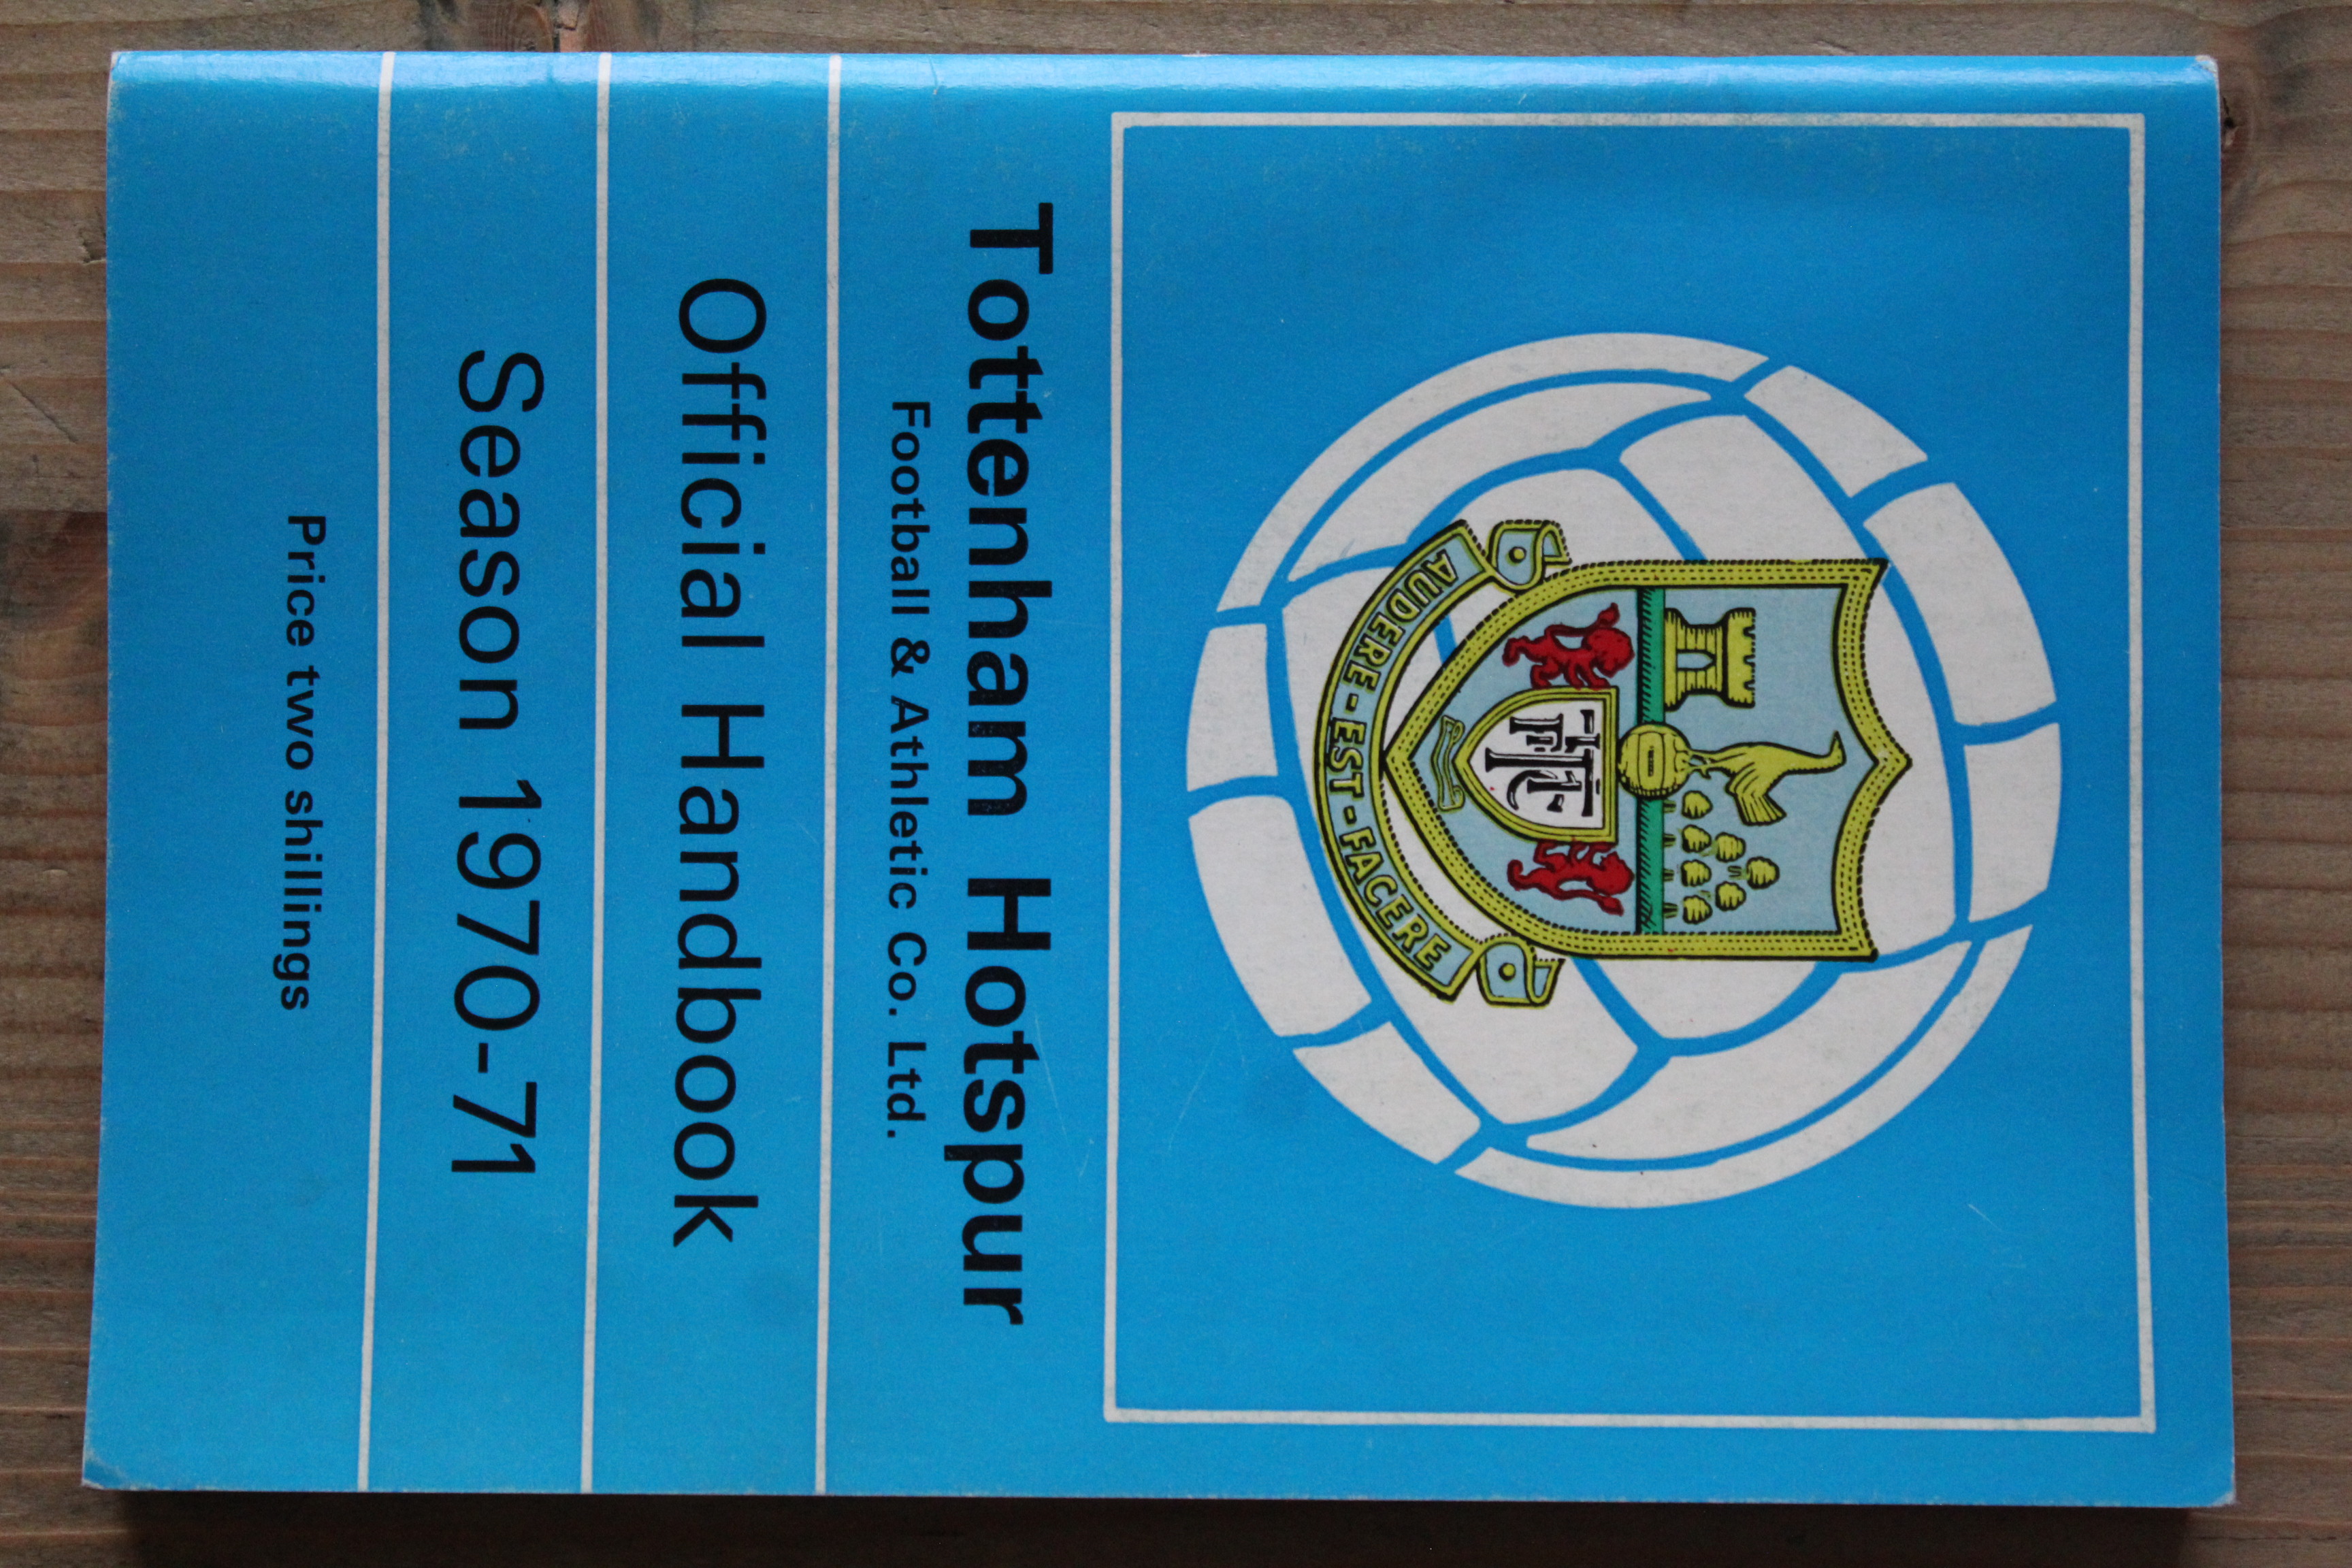 THFC
AUDERE-EST-FACERE
Tottenham Hotspur
Football & Athletic Co. Ltd.
Official Handbook
Season 1970-71
Price two shillings